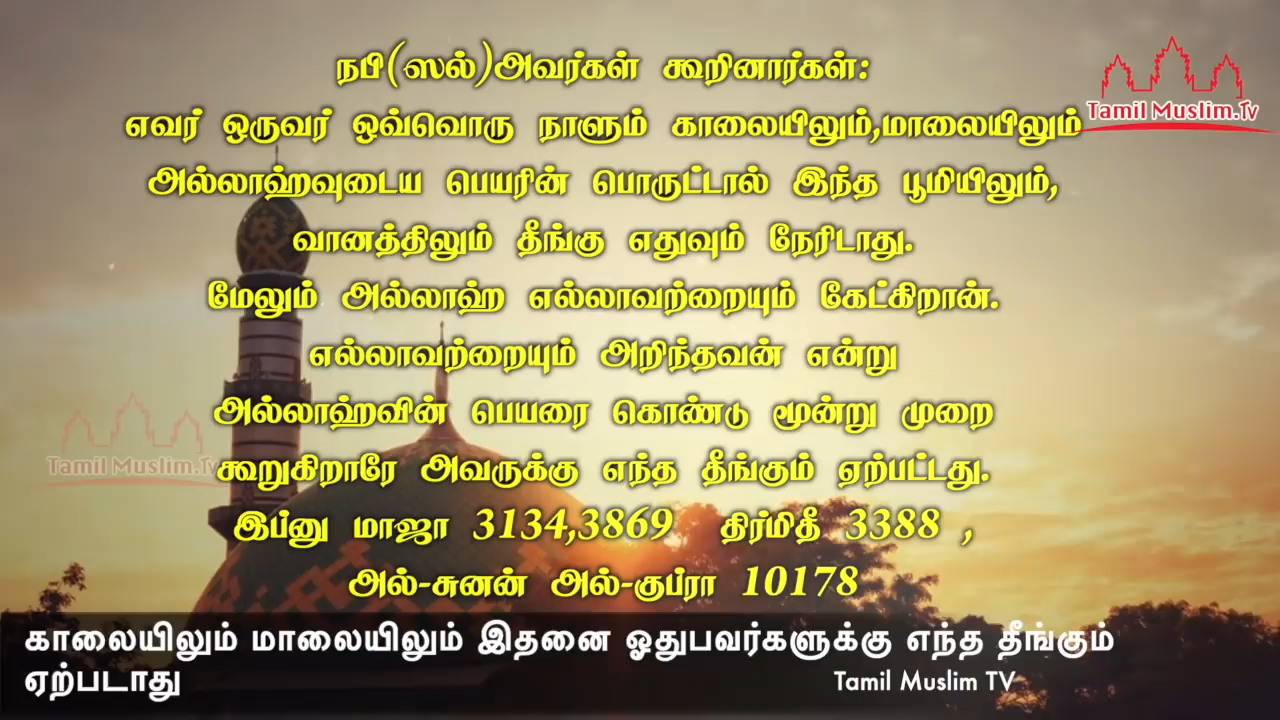 நபி(ஸல்)அவர்கள் கூறினார்கள்:
எவர் ஒருவர் ஒவ்வொரு நாளும் காலையிலும்,மாலையிலும்
Tamil Muslim.Tv
அல்லாஹ்வுடைய பெயரின் பொருட்டால் இந்த பூமியிலும்,
வானத்திலும் தீங்கு எதுவும் நேரிடாது.
மேலும் அல்லாஹ் எல்லாவற்றையும் கேட்கிறான்.
எல்லாவற்றையும் அறிந்தவன் என்று
அல்லாஹ்வின் பெயரை கொண்டு மூன்று முறை
Tamil Muslim.Tv
கூறுகிறாரே அவருக்கு எந்த தீங்கும் ஏற்பட்டது.
இப்னு மாஜா 3134,3869 திர்மிதீ 3388 ,
அல்-சுனன் அல்-குப்ரா 10178
காலையிலும் மாலையிலும் இதனை ஓதுபவர்களுக்கு எந்த தீங்கும்
ஏற்படாது
Tamil Muslim TV